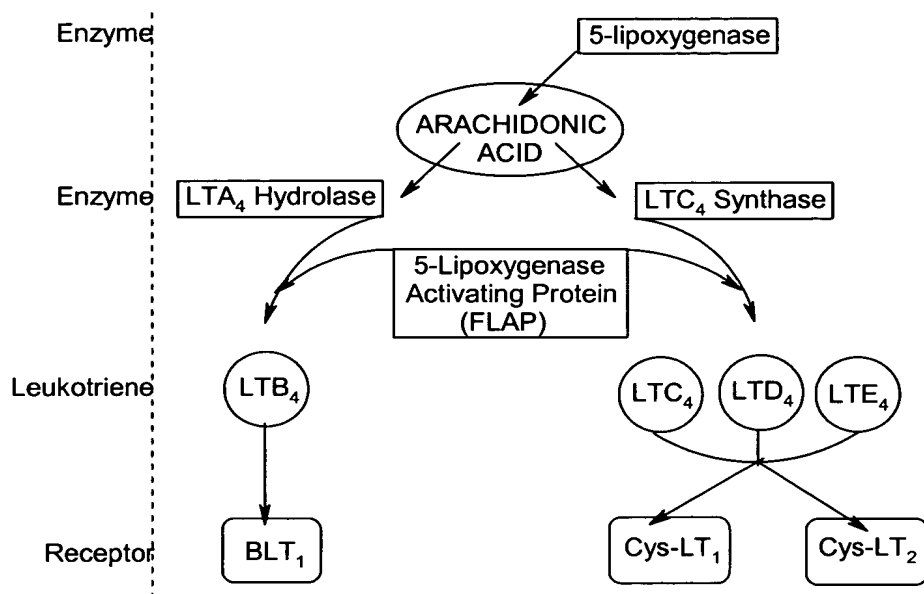 Enzyme
5-lipoxygenase
ARACHIDONIC
ACID
Enzyme
LTA₄ Hydrolase
LTC₄ Synthase
5-Lipoxygenase
Activating Protein
(FLAP)
Leukotriene
LTB₄
LTC₄
LTD₄
LTE₄
Receptor
BLT₁
Cys-LT₁
Cys-LT₂